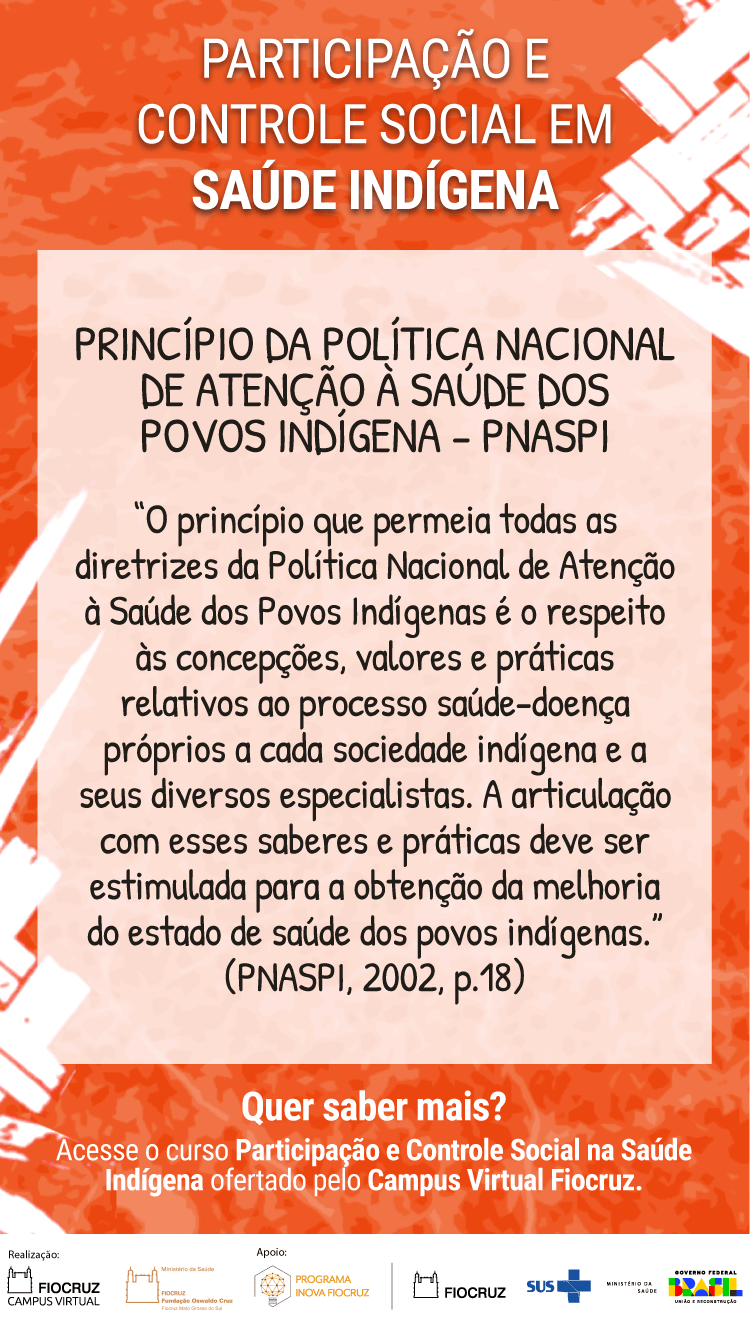 PARTICIPAÇÃO E
CONTROLE SOCIAL EM
SAÚDE INDÍGENA
PRINCÍPIO DA POLÍTICA NACIONAL
DE ATENÇÃO À SAÚDE DOS
POVOS INDÍGENA – PNASPI
“O princípio que permeia todas as
diretrizes da Política Nacional de Atenção
à Saúde dos Povos Indígenas é o respeito
às concepções, valores e práticas
relativos ao processo saúde-doença
próprios a cada sociedade indígena e a
seus diversos especialistas. A articulação
com esses saberes e práticas deve ser
estimulada para a obtenção da melhoria
do estado de saúde dos povos indígenas.”
(PNASPI, 2002, p.18)
Quer saber mais?
Acesse o curso Participação e Controle Social na Saúde
Indígena ofertado pelo Campus Virtual Fiocruz.
Realização:
FIOCRUZ
CAMPUS VIRTUAL
Ministério da Saúde
FIOCRUZ
Fundação Oswaldo Cruz
Fiocruz Mato Grosso do Sul
Apoio:
PROGRAMA
INOVA FIOCRUZ
FIOCRUZ
SUS
MINISTÉRIO DA
SAÚDE
GOVERNO FEDERAL
BRASIL
UNIÃO E RECONSTRUÇÃO